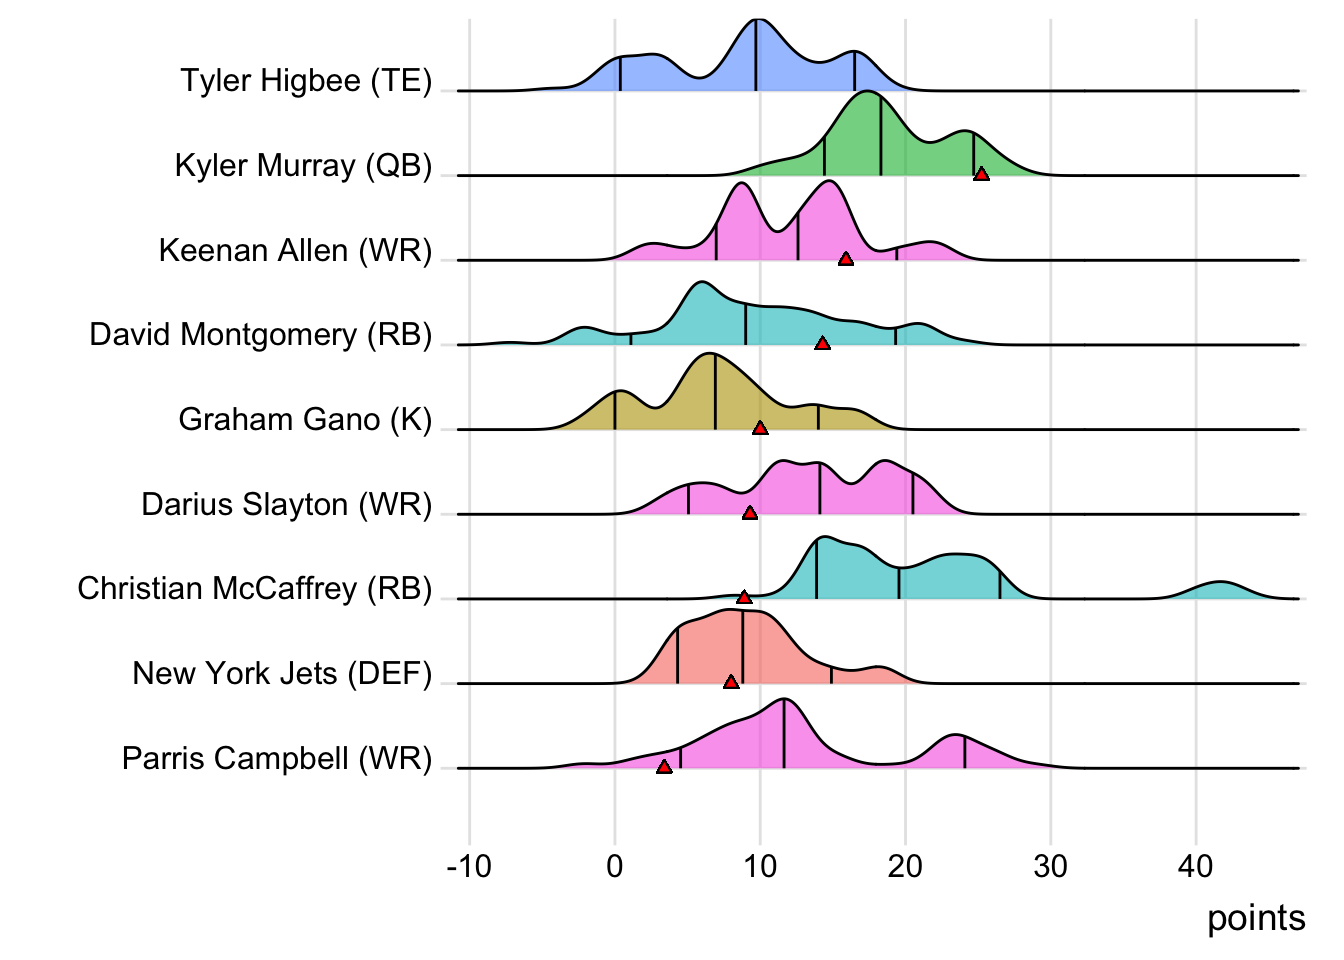 Tyler Higbee (TE)
Kyler Murray (QB)
Keenan Allen (WR)
David Montgomery (RB)
Graham Gano (K)
Darius Slayton (WR)
Christian McCaffrey (RB)
New York Jets (DEF)
Parris Campbell (WR)
-10 0 10 20 30 40
points